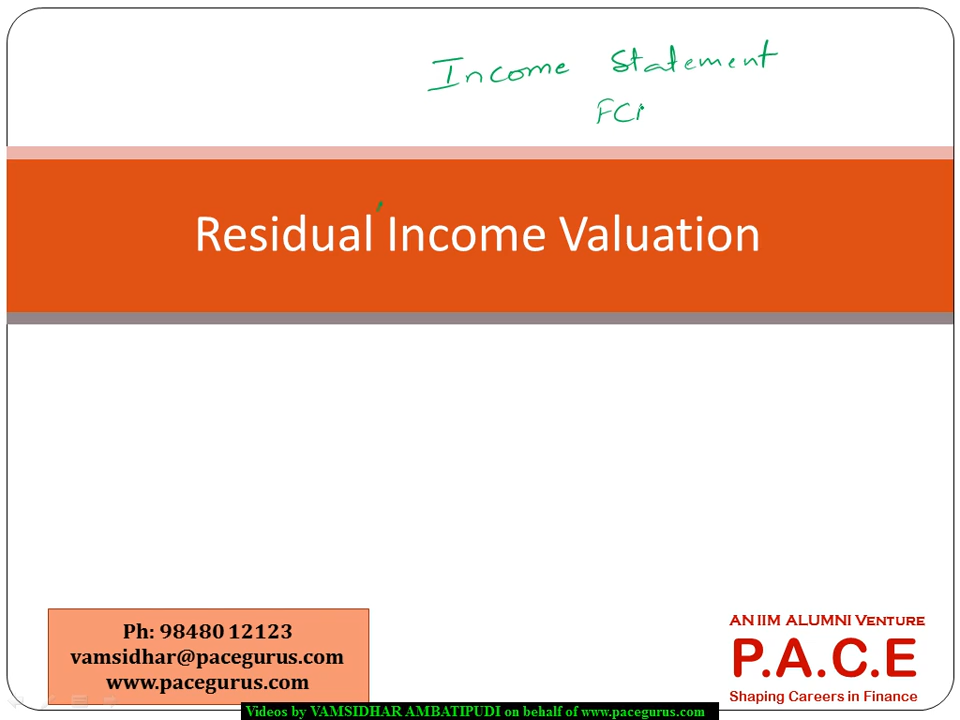 Income Statement
Residual Income Valuation
Ph: 98480 12123
vamsidhar@pacegurus.com
www.pacegurus.com
AN IIM ALUMNI VENTURE
P.A.C.E
Shaping Careers in Finance
Videos by VAMSIDHAR AMBATIPUDI on behalf of www.pacegurus.com